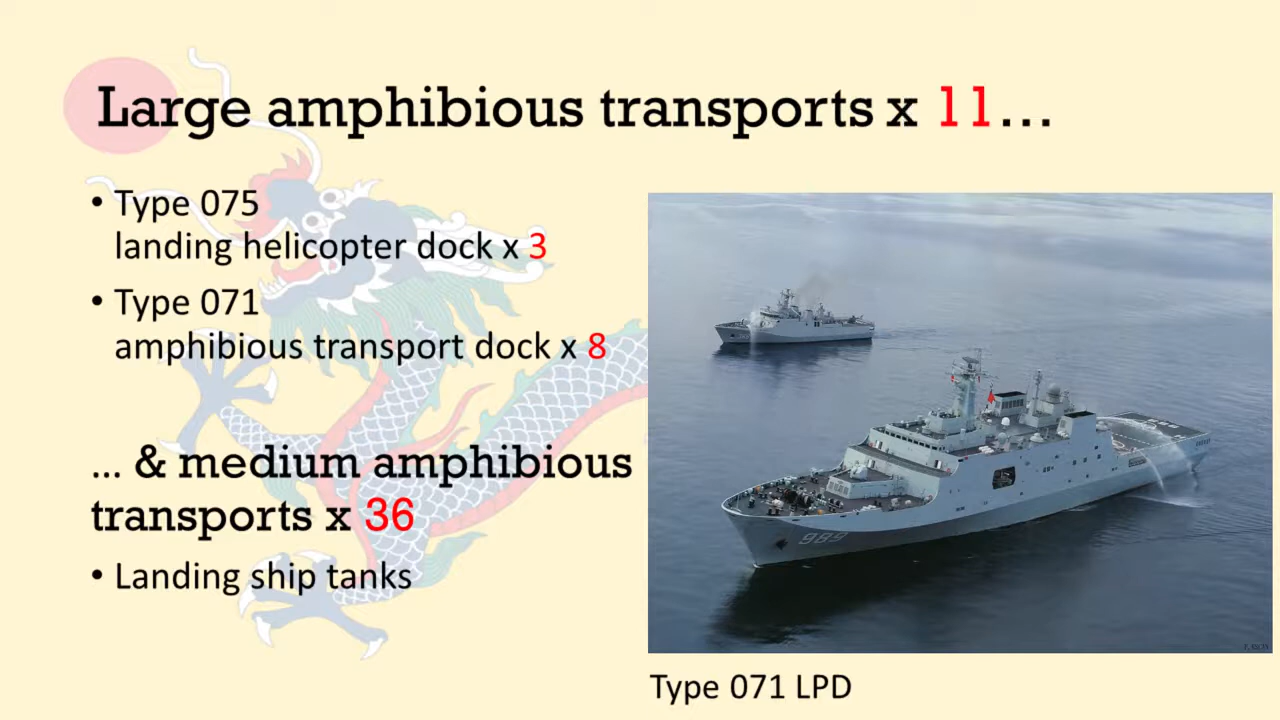 Large amphibious transports x 11...
• Type 075
landing helicopter dock x 3
• Type 071
amphibious transport dock x 8
... & medium amphibious
transports x 36
• Landing ship tanks
989
Type 071 LPD